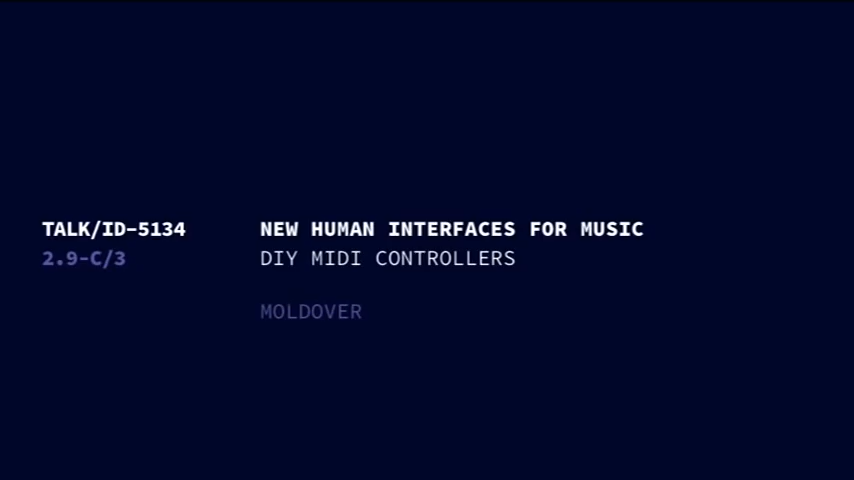 TALK/ID-5134
2.9-C/3
NEW HUMAN INTERFACES FOR MUSIC
DIY MIDI CONTROLLERS
MOLDOVER